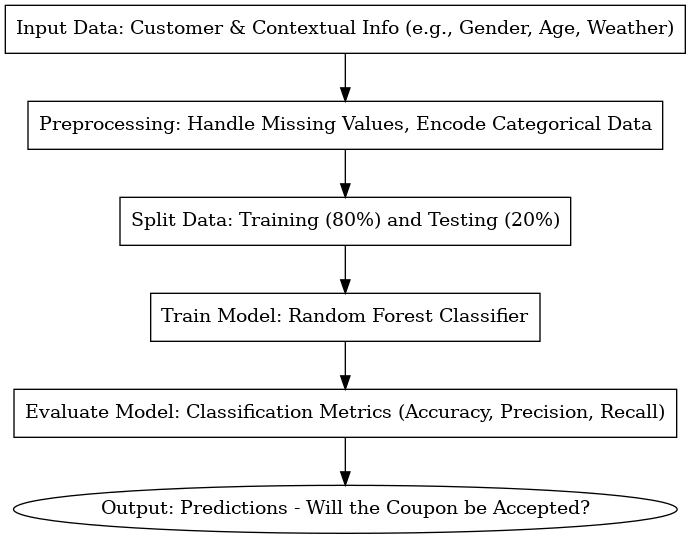 Input Data: Customer & Contextual Info (e.g., Gender, Age, Weather)
Preprocessing: Handle Missing Values, Encode Categorical Data
Split Data: Training (80%) and Testing (20%)
Train Model: Random Forest Classifier
Evaluate Model: Classification Metrics (Accuracy, Precision, Recall)
Output: Predictions - Will the Coupon be Accepted?